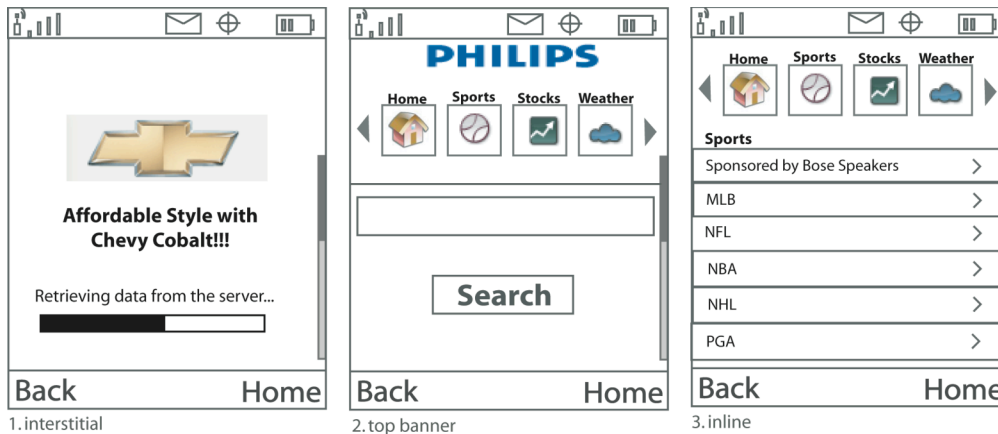 Affordable Style with
Chevy Cobalt!!!
Retrieving data from the server...
Back Home
1. interstitial
PHILIPS
Home Sports Stocks Weather
Search
Back Home
2. top banner
Home Sports Stocks Weather
Sports
Sponsored by Bose Speakers
MLB
NFL
NBA
NHL
PGA
Back Home
3. inline